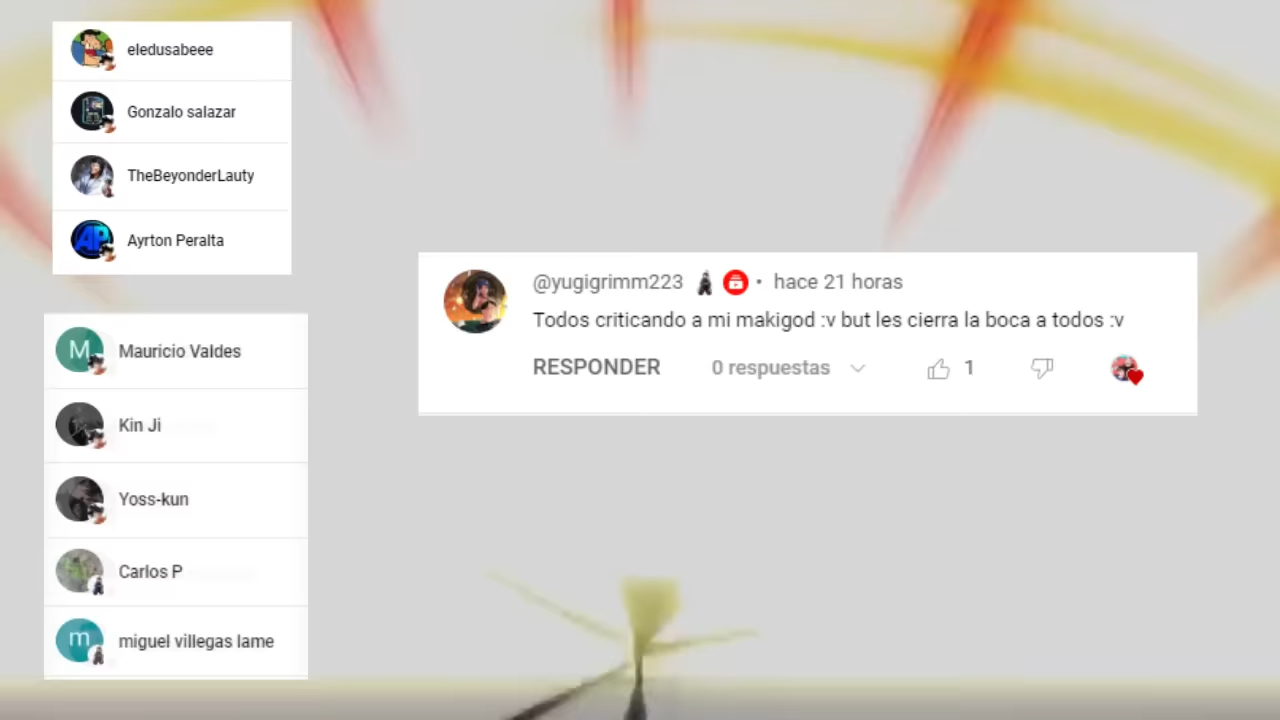 eledusabeee
Gonzalo salazar
TheBeyonderLauty
Ayrton Peralta
Mauricio Valdes
Kin Ji
Yoss-kun
Carlos P
miguel villegas lame
@yugigrimm223 • hace 21 horas
Todos criticando a mi makigod :v but les cierra la boca a todos :v
RESPONDER 0 respuestas 1